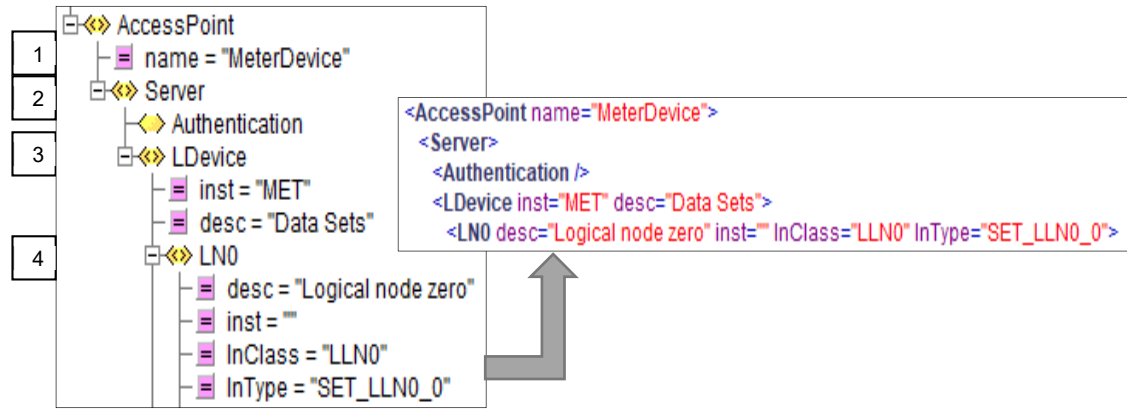 AccessPoint
1
name = "MeterDevice"
2
Server
Authentication
3
LDevice
inst = "MET"
desc = "Data Sets"
4
LN0
desc = "Logical node zero"
inst = ""
lnClass = "LLN0"
lnType = "SET_LLN0_0"
<AccessPoint name="MeterDevice">
<Server>
<Authentication />
<LDevice inst="MET" desc="Data Sets">
<LN0 desc="Logical node zero" inst="" lnClass="LLN0" lnType="SET_LLN0_0">